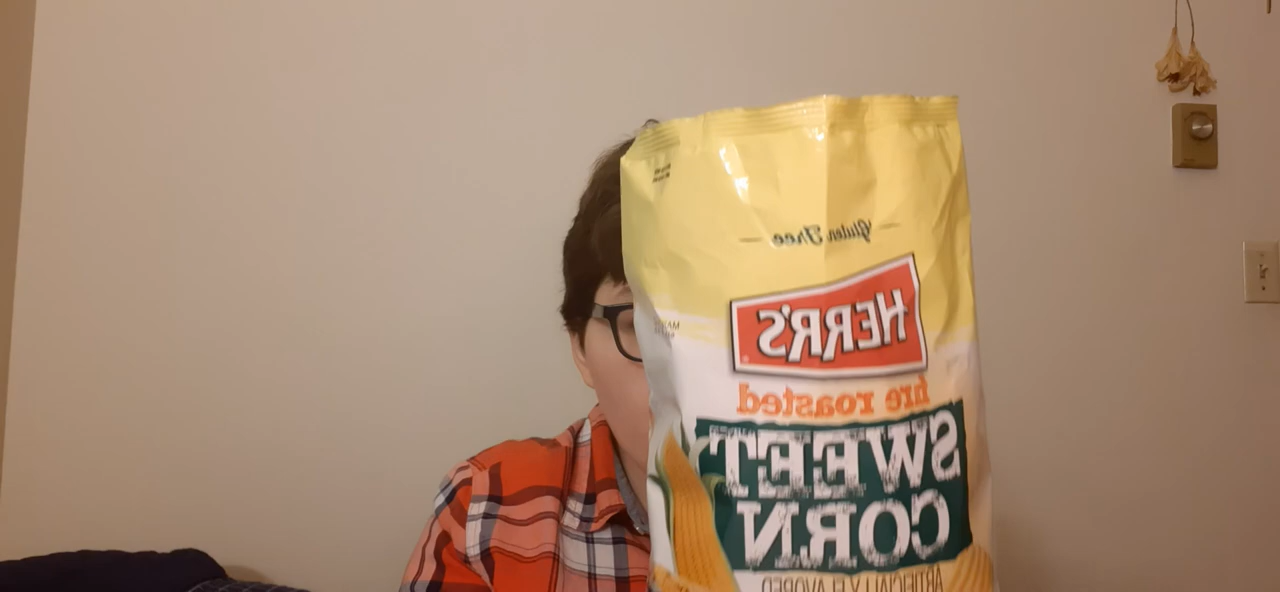 Gluten Free
HERR'S
fire roasted
SWEET
CORN
ARTIFICIALLY FLAVORED